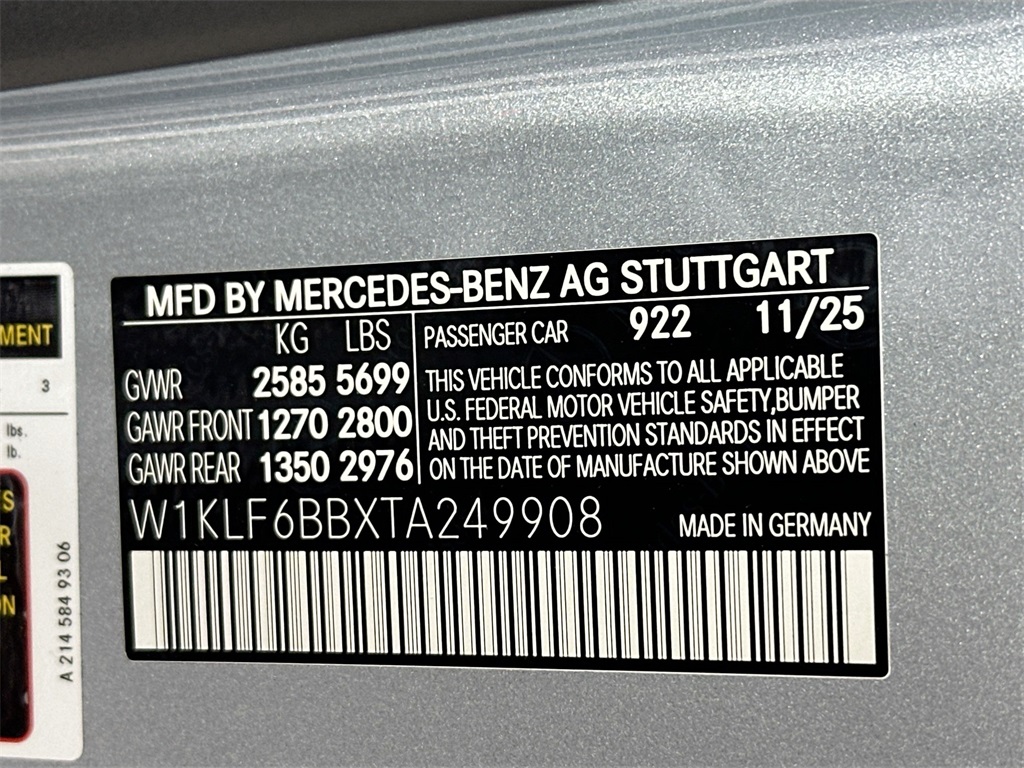 MFD BY MERCEDES-BENZ AG STUTTGART
KG LBS
GVWR 2585 5699
GAWR FRONT 1270 2800
GAWR REAR 1350 2976
PASSENGER CAR 922 11/25
THIS VEHICLE CONFORMS TO ALL APPLICABLE
U.S. FEDERAL MOTOR VEHICLE SAFETY,BUMPER
AND THEFT PREVENTION STANDARDS IN EFFECT
ON THE DATE OF MANUFACTURE SHOWN ABOVE
W1KLF6BBXTA249908
MADE IN GERMANY
MENT
3
lbs.
lb.
A 214 584 93 06